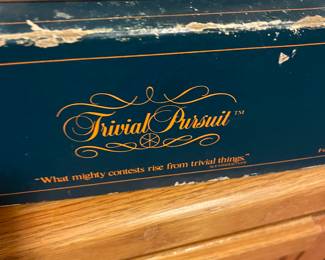 Trivial Pursuit™
"What mighty contests rise from trivial things."